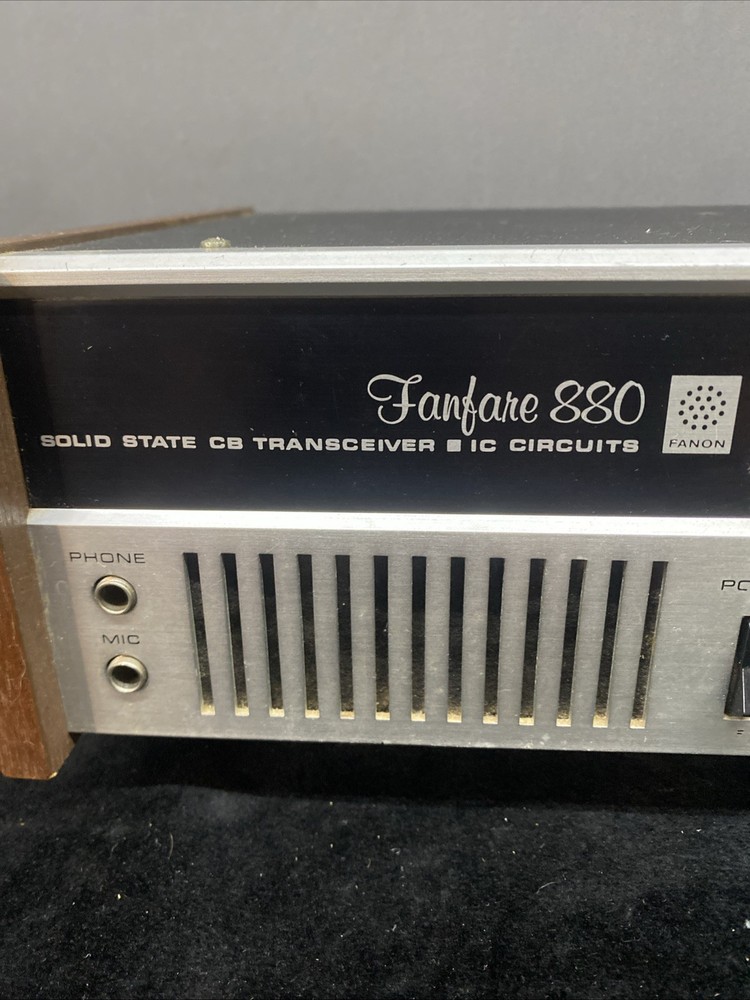 Fanfare 880
FANON
SOLID STATE CB TRANSCEIVER ■ IC CIRCUITS
PHONE
MIC